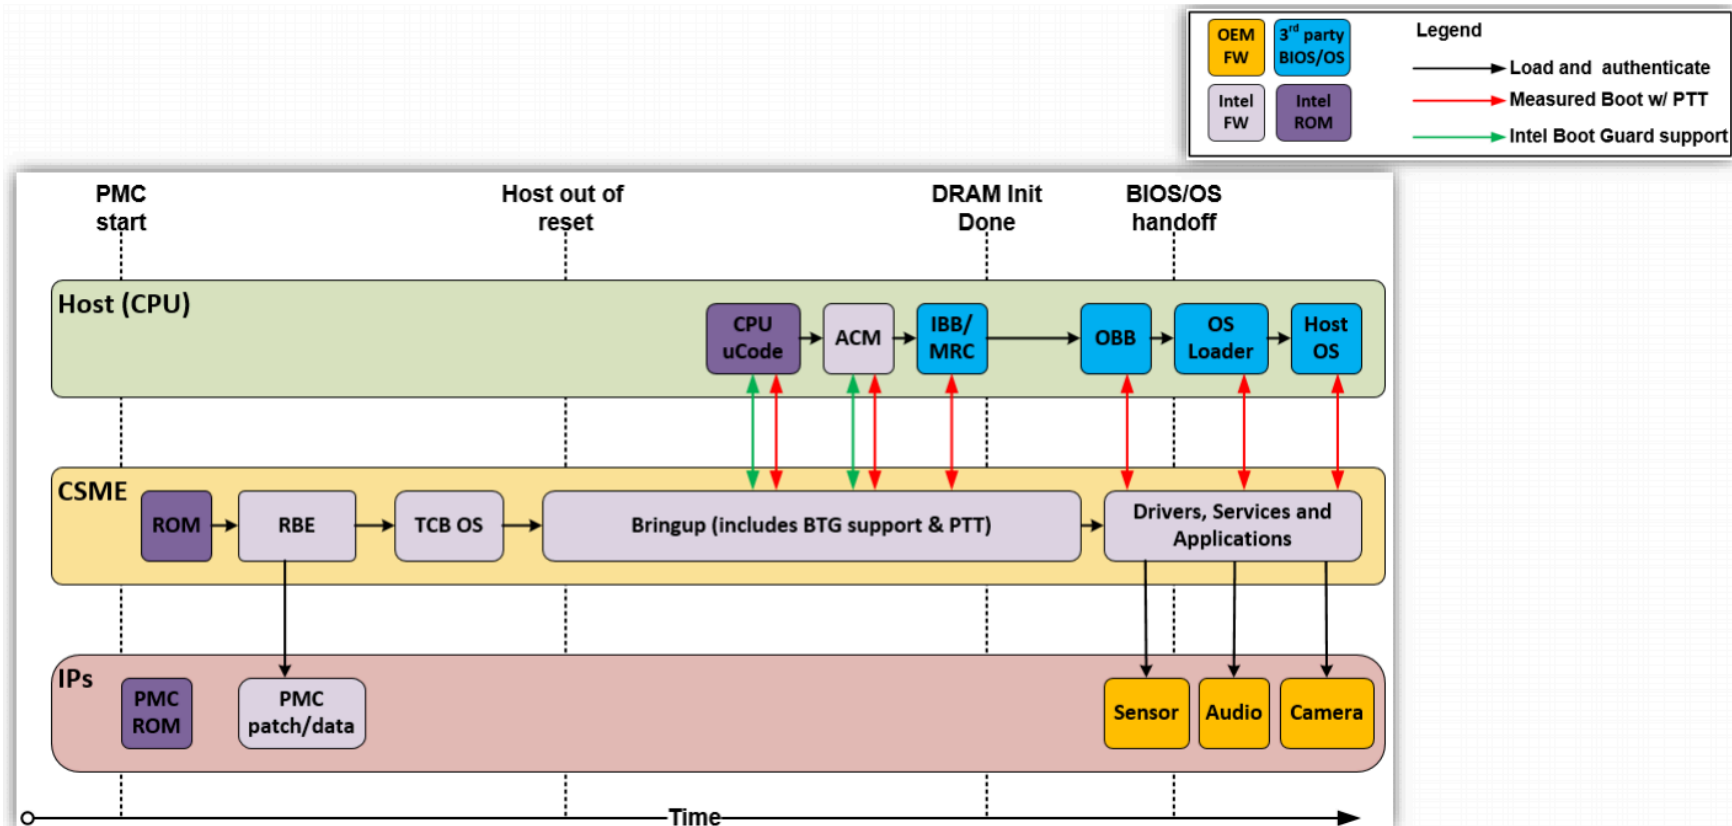 OEM
FW
3rd party
BIOS/OS
Legend
Load and authenticate
Intel
FW
Intel
ROM
Measured Boot w/ PTT
Intel Boot Guard support
PMC
start
Host out of
reset
DRAM Init
Done
BIOS/OS
handoff
Host (CPU)
CPU
uCode
ACM
IBB/
MRC
OBB
OS
Loader
Host
OS
CSME
ROM
RBE
TCB OS
Bringup (includes BTG support & PTT)
Drivers, Services and
Applications
IPs
PMC
ROM
PMC
patch/data
Sensor
Audio
Camera
Time